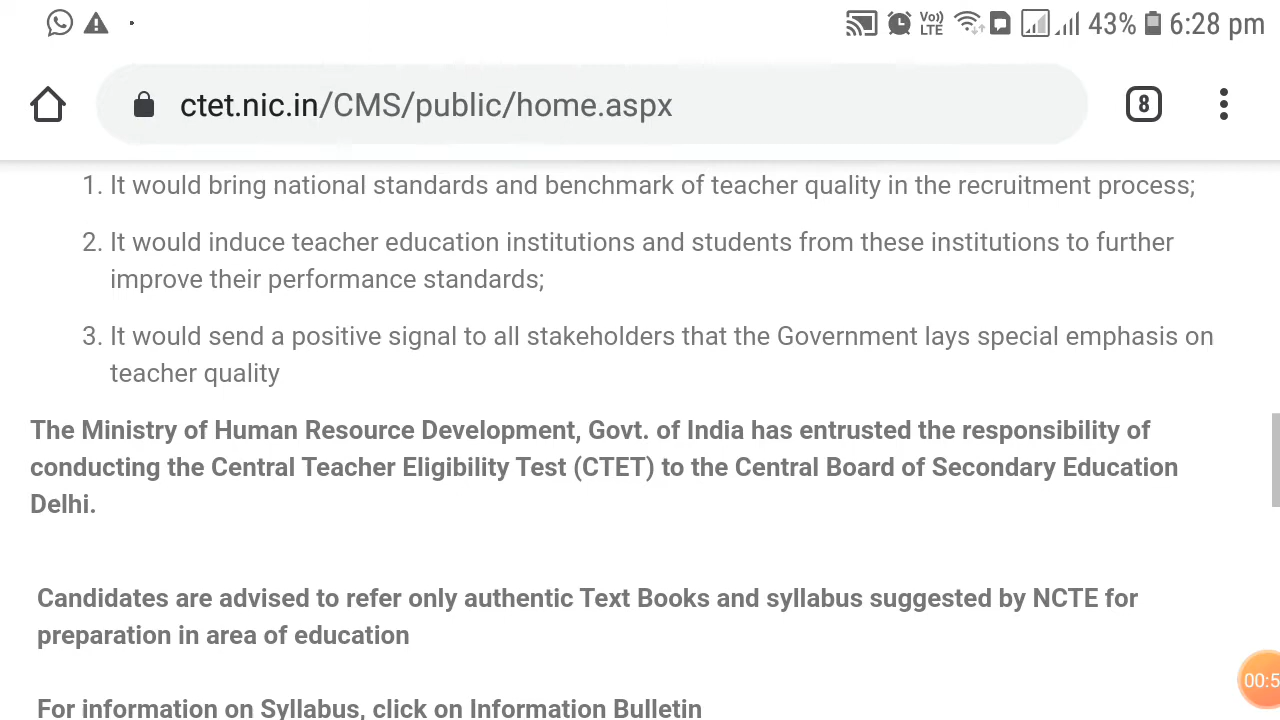 Vo))
LTE
43%
6:28 pm
ctet.nic.in/CMS/public/home.aspx
8
1. It would bring national standards and benchmark of teacher quality in the recruitment process;
2. It would induce teacher education institutions and students from these institutions to further
improve their performance standards;
3. It would send a positive signal to all stakeholders that the Government lays special emphasis on
teacher quality
The Ministry of Human Resource Development, Govt. of India has entrusted the responsibility of
conducting the Central Teacher Eligibility Test (CTET) to the Central Board of Secondary Education
Delhi.
Candidates are advised to refer only authentic Text Books and syllabus suggested by NCTE for
preparation in area of education
For information on Syllabus, click on Information Bulletin